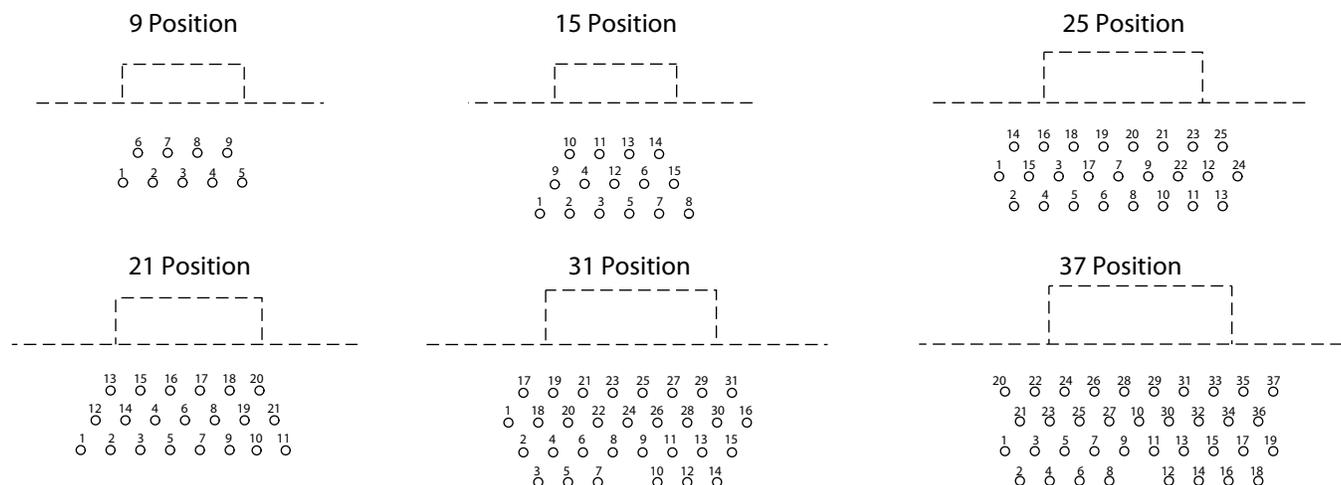 9 Position
6 7 8 9
1 2 3 4 5
15 Position
10 11 13 14
9 4 12 6 15
1 2 3 5 7 8
25 Position
14 16 18 19 20 21 23 25
1 15 3 17 7 9 22 12 24
2 4 5 6 8 10 11 13
21 Position
13 15 16 17 18 20
12 14 4 6 8 19 21
1 2 3 5 7 9 10 11
31 Position
17 19 21 23 25 27 29 31
1 18 20 22 24 26 28 30 16
2 4 6 8 9 11 13 15
3 5 7 10 12 14
37 Position
20 22 24 26 28 29 31 33 35 37
21 23 25 27 10 30 32 34 36
1 3 5 7 9 11 13 15 17 19
2 4 6 8 12 14 16 18